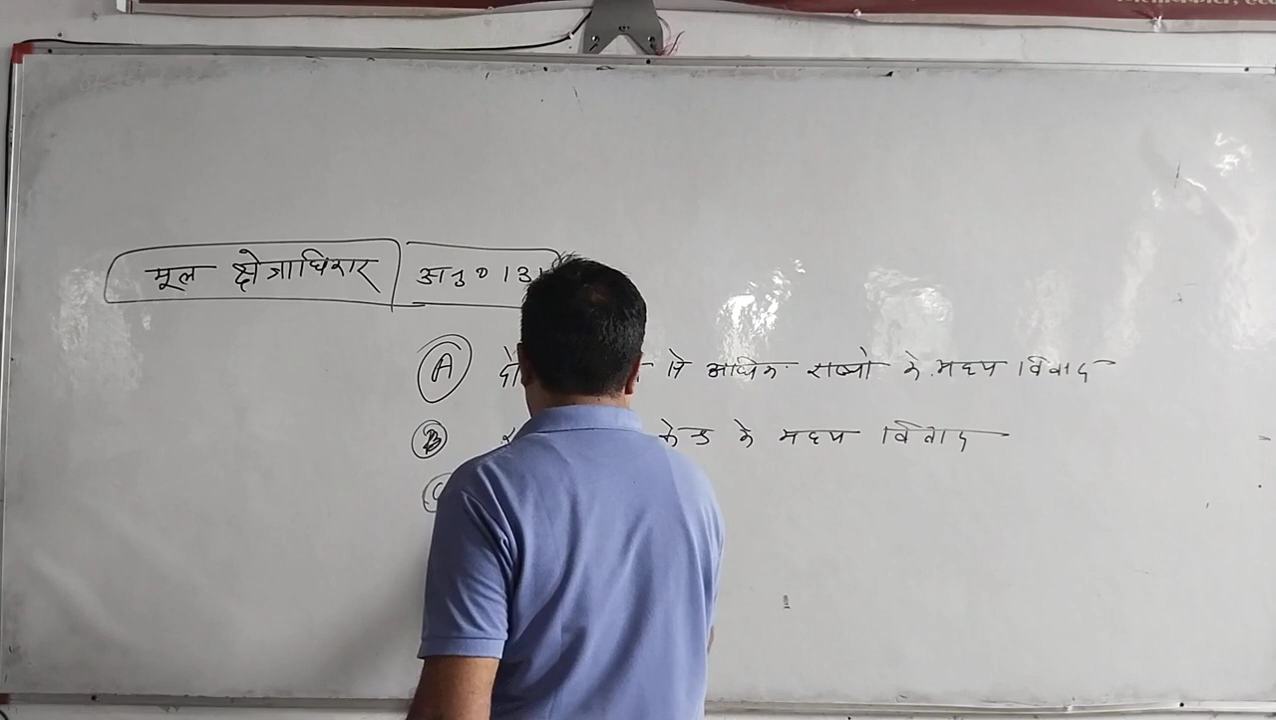 मूल क्षेत्राधिकार अनु० 131
(A) दो से अधिक राज्यो के मध्य विवाद
(B) केन्द्र के मध्य विवाद
(C)